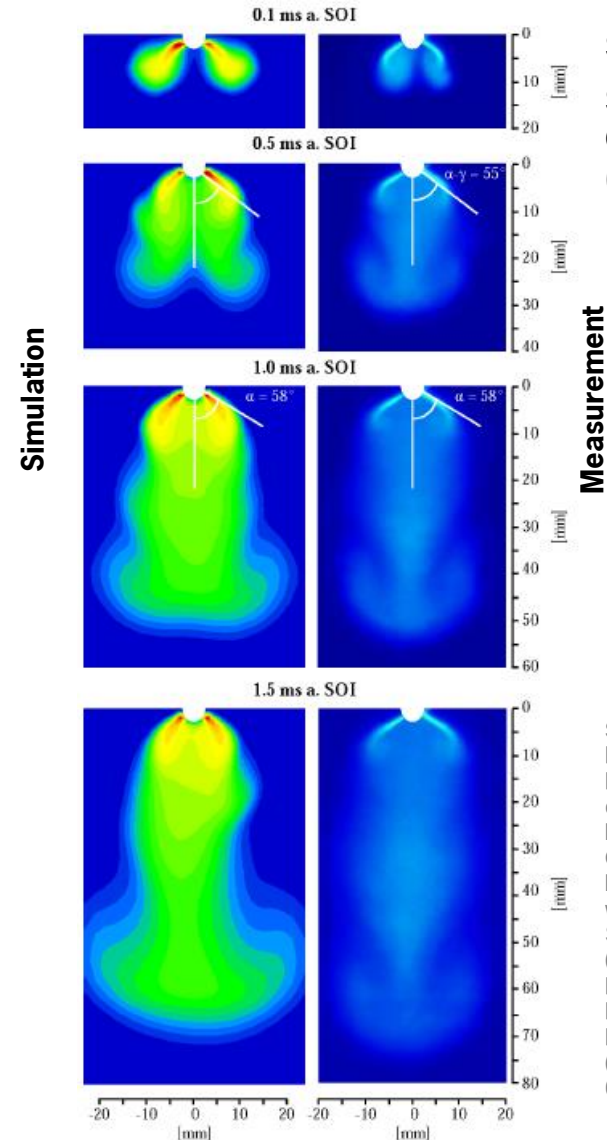 0.1 ms a. SOI
0
10
20
[mm]
0.5 ms a. SOI
α-γ = 55°
0
10
20
30
40
[mm]
1.0 ms a. SOI
α = 58°
α = 58°
0
10
20
30
40
50
60
[mm]
1.5 ms a. SOI
0
10
20
30
40
50
60
70
80
[mm]
-20 -10 0 10 20
[mm]
-20 -10 0 10 20
[mm]
Simulation
Measurement